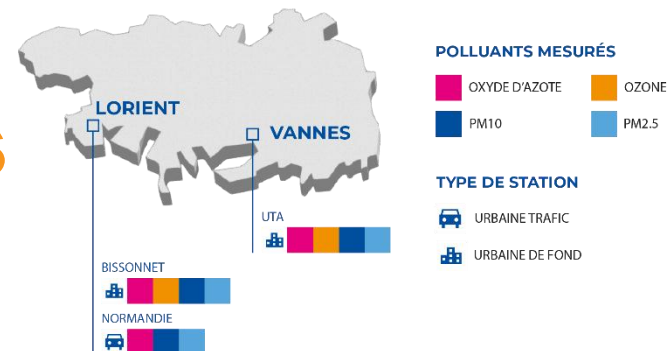 LORIENT
VANNES
UTA
BISSONNET
NORMANDIE
POLLUANTS MESURÉS
OXYDE D'AZOTE
OZONE
PM10
PM2.5
TYPE DE STATION
URBAINE TRAFIC
URBAINE DE FOND